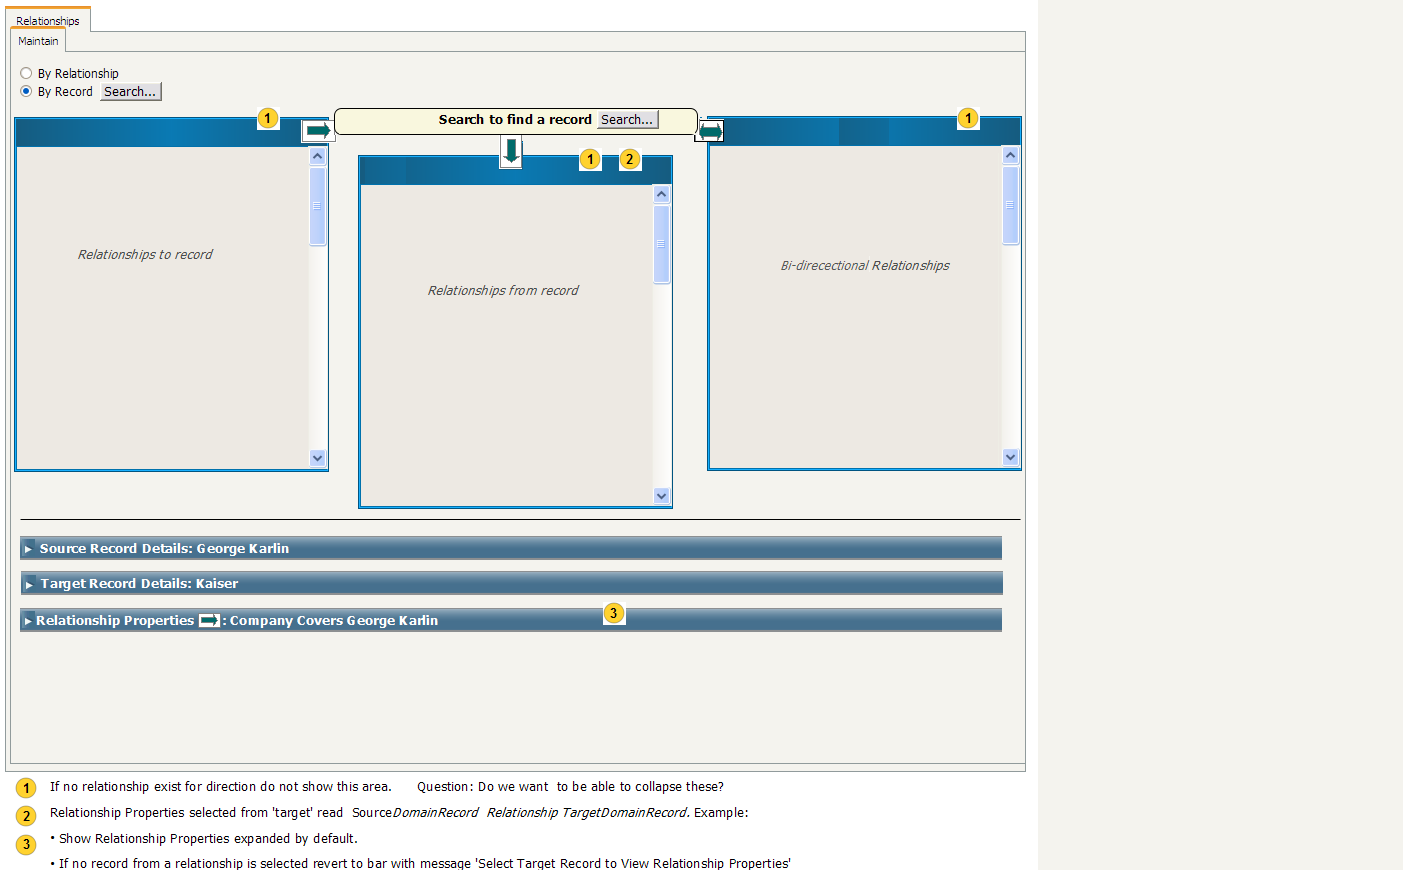 Relationships
Maintain
By Relationship
By Record Search...
1
Search to find a record Search...
1
1 2
Relationships to record
Relationships from record
Bi-direcectional Relationships
Source Record Details: George Karlin
Target Record Details: Kaiser
Relationship Properties : Company Covers George Karlin
3
1 If no relationship exist for direction do not show this area. Question: Do we want to be able to collapse these?
2 Relationship Properties selected from 'target' read SourceDomainRecord Relationship TargetDomainRecord. Example:
3 • Show Relationship Properties expanded by default.
• If no record from a relationship is selected revert to bar with message 'Select Target Record to View Relationship Properties'